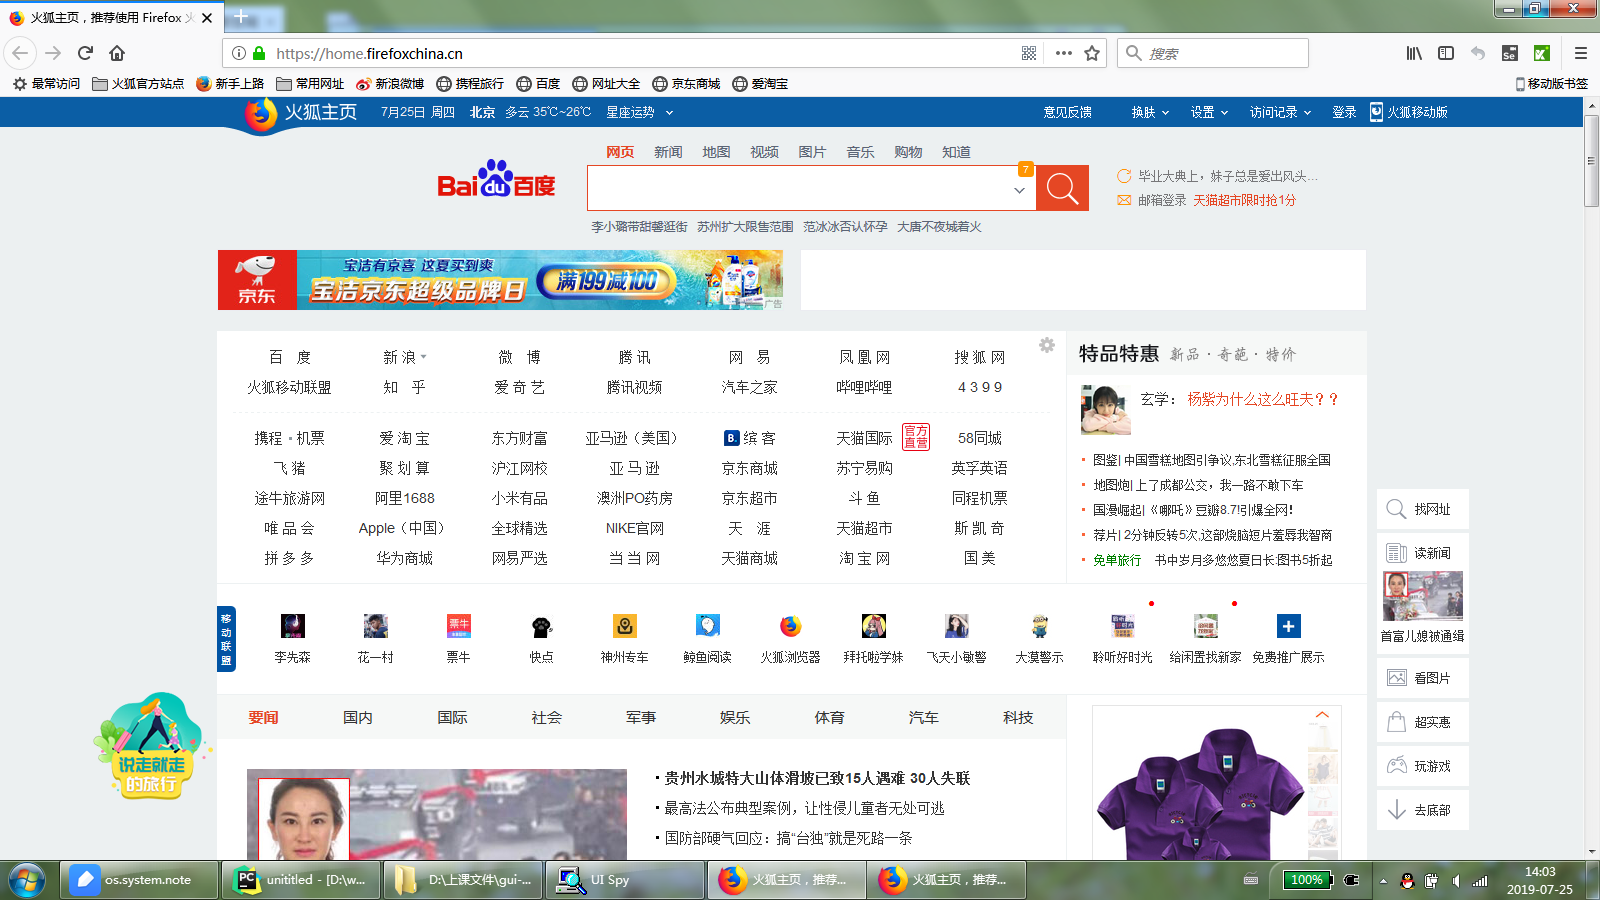 火狐主页，推荐使用 Firefox 火
https://home.firefoxchina.cn
搜索
最常访问 火狐官方站点 新手上路 常用网址 新浪微博 携程旅行 百度 网址大全 京东商城 爱淘宝 移动版书签
火狐主页 7月25日 周四 北京 多云 35℃~26℃ 星座运势 意见反馈 换肤 设置 访问记录 登录 火狐移动版
网页 新闻 地图 视频 图片 音乐 购物 知道
Baidu百度
7
毕业大典上，妹子总是爱出风头...
邮箱登录 天猫超市限时抢1分
李小璐带甜馨逛街 苏州扩大限售范围 范冰冰否认怀孕 大唐不夜城着火
京东
宝洁有京喜 这夏买到爽
宝洁京东超级品牌日
满199减100
广告
百 度 新 浪 微 博 腾 讯 网 易 凤 凰 网 搜 狐 网
火狐移动联盟 知 乎 爱 奇 艺 腾讯视频 汽车之家 哔哩哔哩 4 3 9 9
携程 • 机票 爱 淘 宝 东方财富 亚马逊（美国） B. 缤 客 天猫国际 官方直营 58同城
飞 猪 聚 划 算 沪江网校 亚 马 逊 京东商城 苏宁易购 英孚英语
途牛旅游网 阿里1688 小米有品 澳洲PO药房 京东超市 斗 鱼 同程机票
唯 品 会 Apple（中国） 全球精选 NIKE官网 天 涯 天猫超市 斯 凯 奇
拼 多 多 华为商城 网易严选 当 当 网 天猫商城 淘 宝 网 国 美
特品特惠 新品 · 奇葩 · 特价
玄学： 杨紫为什么这么旺夫？？
图鉴| 中国雪糕地图引争议,东北雪糕征服全国
地图炮| 上了成都公交，我一路不敢下车
国漫崛起|《哪吒》豆瓣8.7!引爆全网!
荐片| 2分钟反转5次,这部烧脑短片羞辱我智商
免单旅行 书中岁月多悠悠夏日长:图书5折起
找网址
读新闻
首富儿媳被通缉
看图片
超实惠
玩游戏
去底部
移动联盟
票牛
李先森 花一村 票牛 快点 神州专车 鲸鱼阅读 火狐浏览器 拜托啦学妹 飞天小敏警 大漠警示 聆听好时光 给闲置找新家 免费推广展示
说走就走
的旅行
要闻 国内 国际 社会 军事 娱乐 体育 汽车 科技
贵州水城特大山体滑坡已致15人遇难 30人失联
最高法公布典型案例，让性侵儿童者无处可逃
国防部硬气回应：搞“台独”就是死路一条
os.system.note
unititled - [D:\w...
D:\上课文件\gui-...
UI Spy
火狐主页，推荐...
火狐主页，推荐...
100%
14:03
2019-07-25